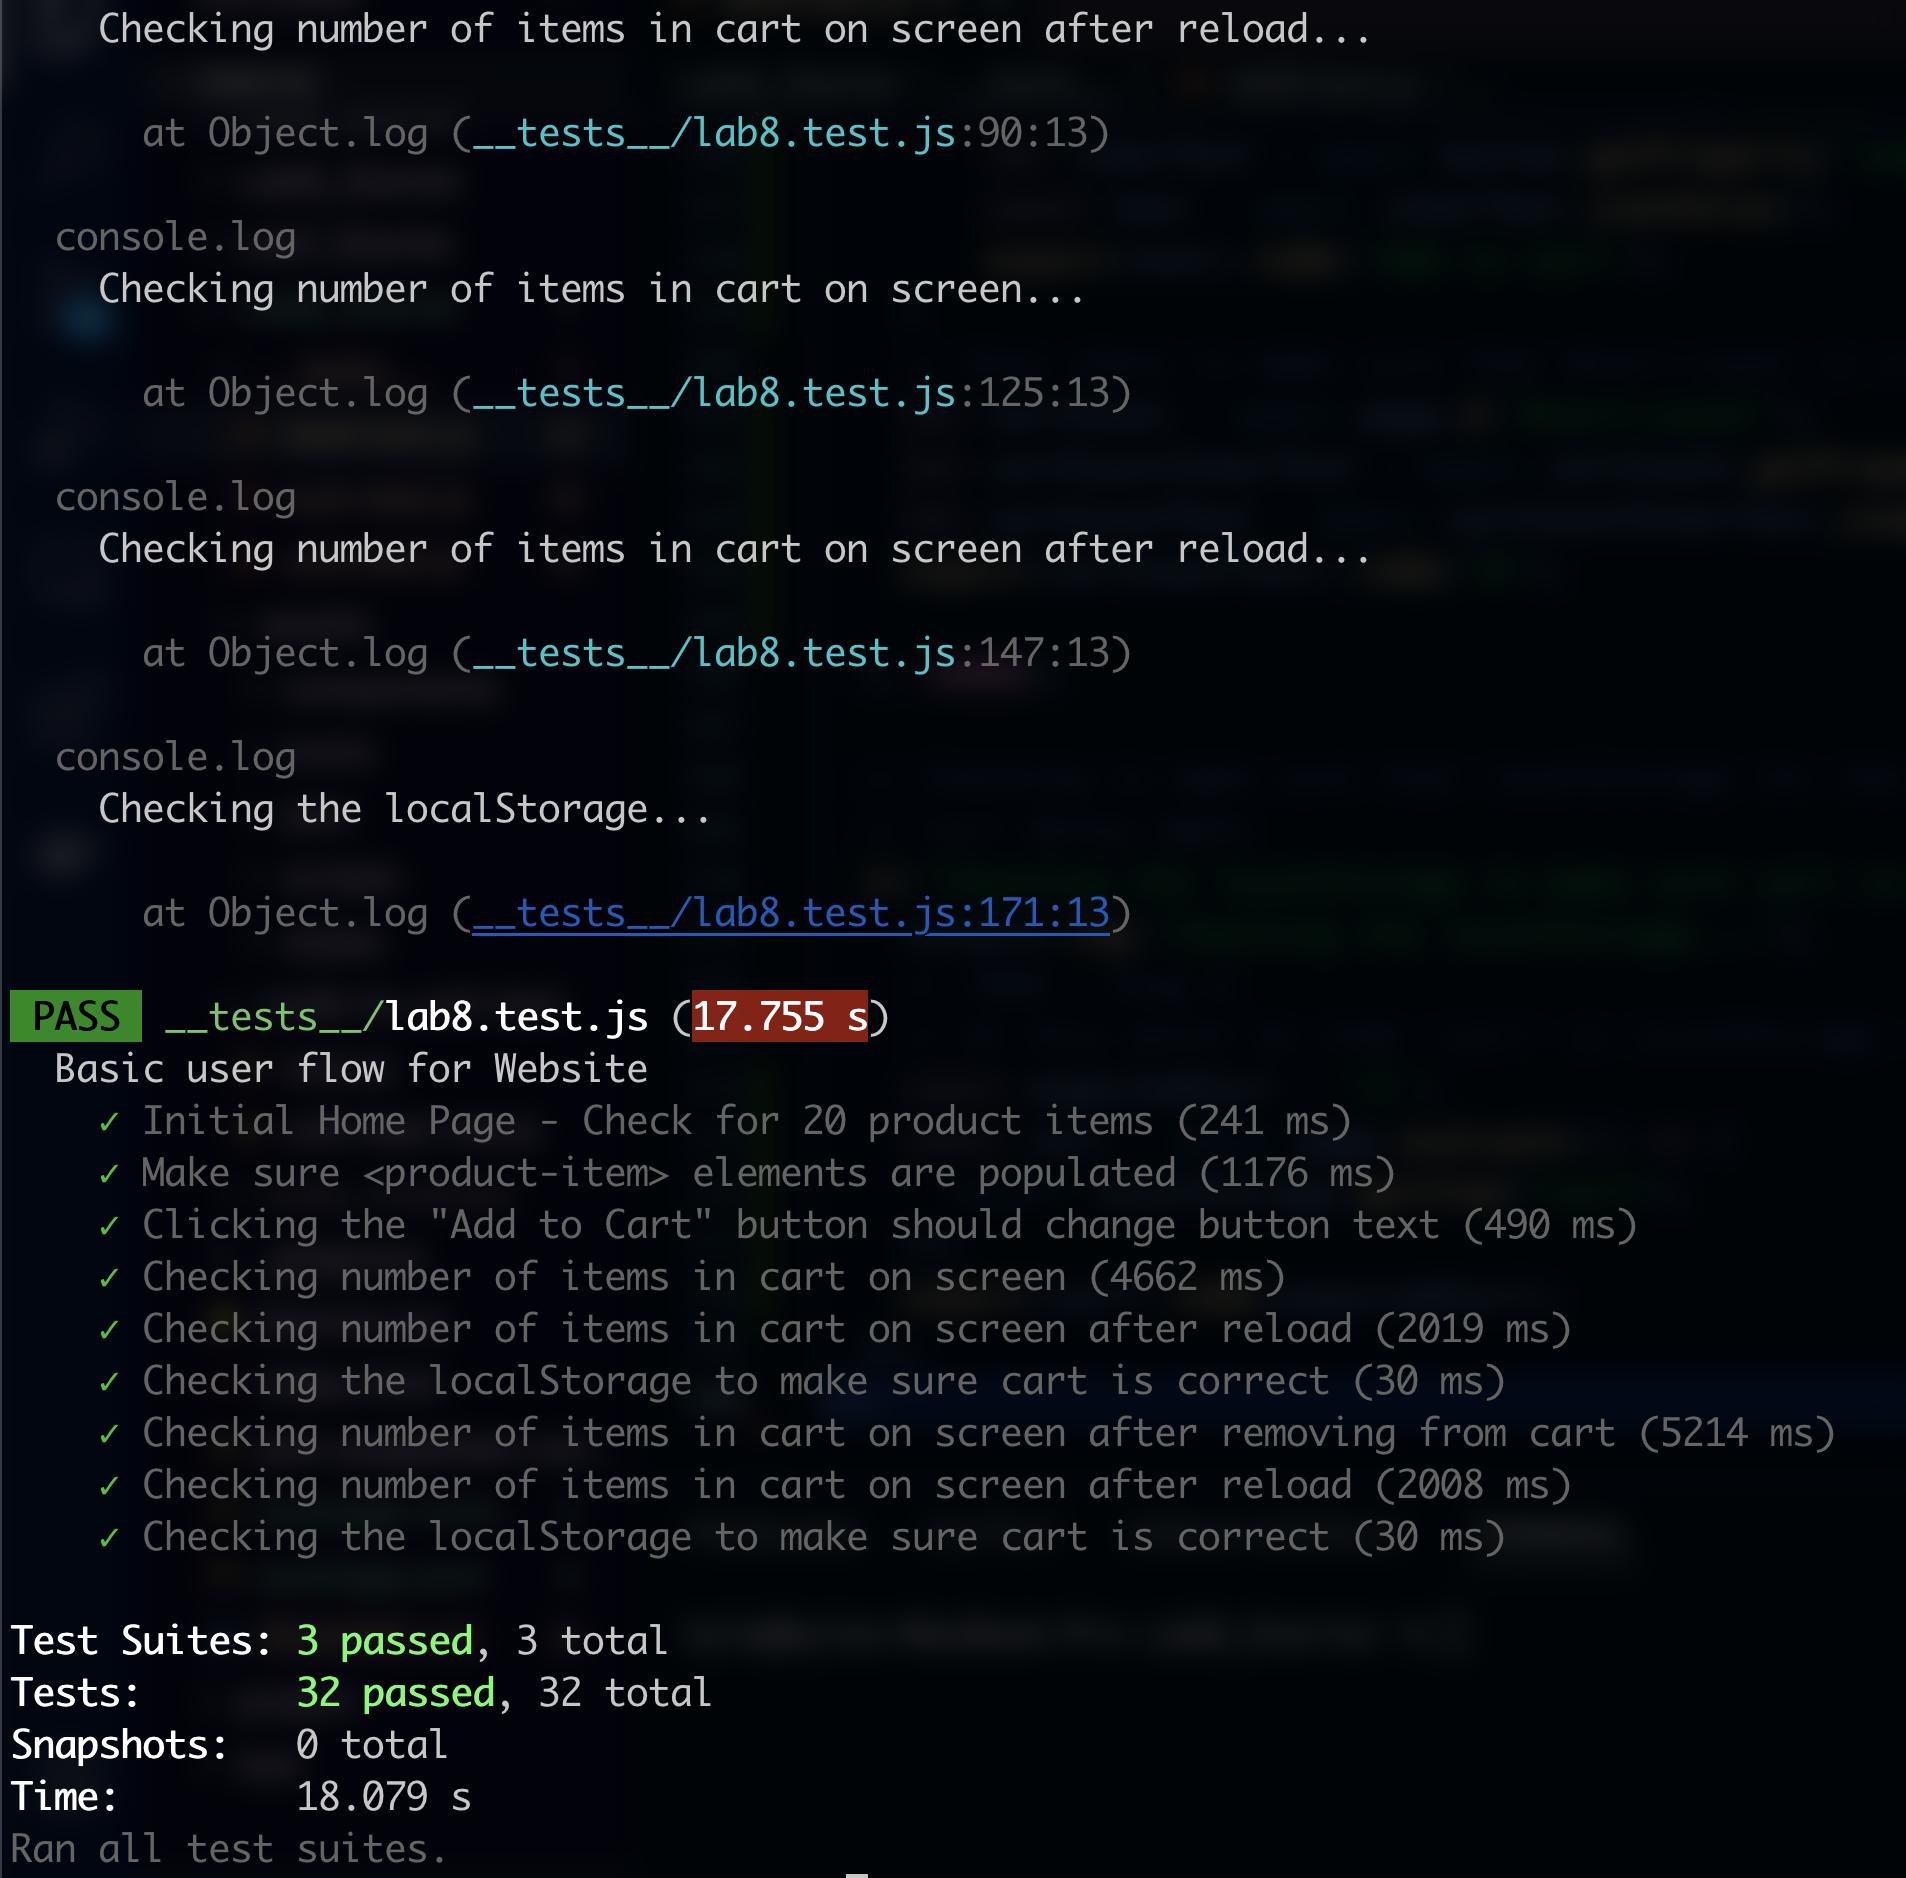 Checking number of items in cart on screen after reload...
at Object.log (__tests__/lab8.test.js:90:13)
console.log
Checking number of items in cart on screen...
at Object.log (__tests__/lab8.test.js:125:13)
console.log
Checking number of items in cart on screen after reload...
at Object.log (__tests__/lab8.test.js:147:13)
console.log
Checking the localStorage...
at Object.log (__tests__/lab8.test.js:171:13)
PASS __tests__/lab8.test.js (17.755 s)
Basic user flow for Website
✓ Initial Home Page - Check for 20 product items (241 ms)
✓ Make sure <product-item> elements are populated (1176 ms)
✓ Clicking the "Add to Cart" button should change button text (490 ms)
✓ Checking number of items in cart on screen (4662 ms)
✓ Checking number of items in cart on screen after reload (2019 ms)
✓ Checking the localStorage to make sure cart is correct (30 ms)
✓ Checking number of items in cart on screen after removing from cart (5214 ms)
✓ Checking number of items in cart on screen after reload (2008 ms)
✓ Checking the localStorage to make sure cart is correct (30 ms)
Test Suites: 3 passed, 3 total
Tests: 32 passed, 32 total
Snapshots: 0 total
Time: 18.079 s
Ran all test suites.